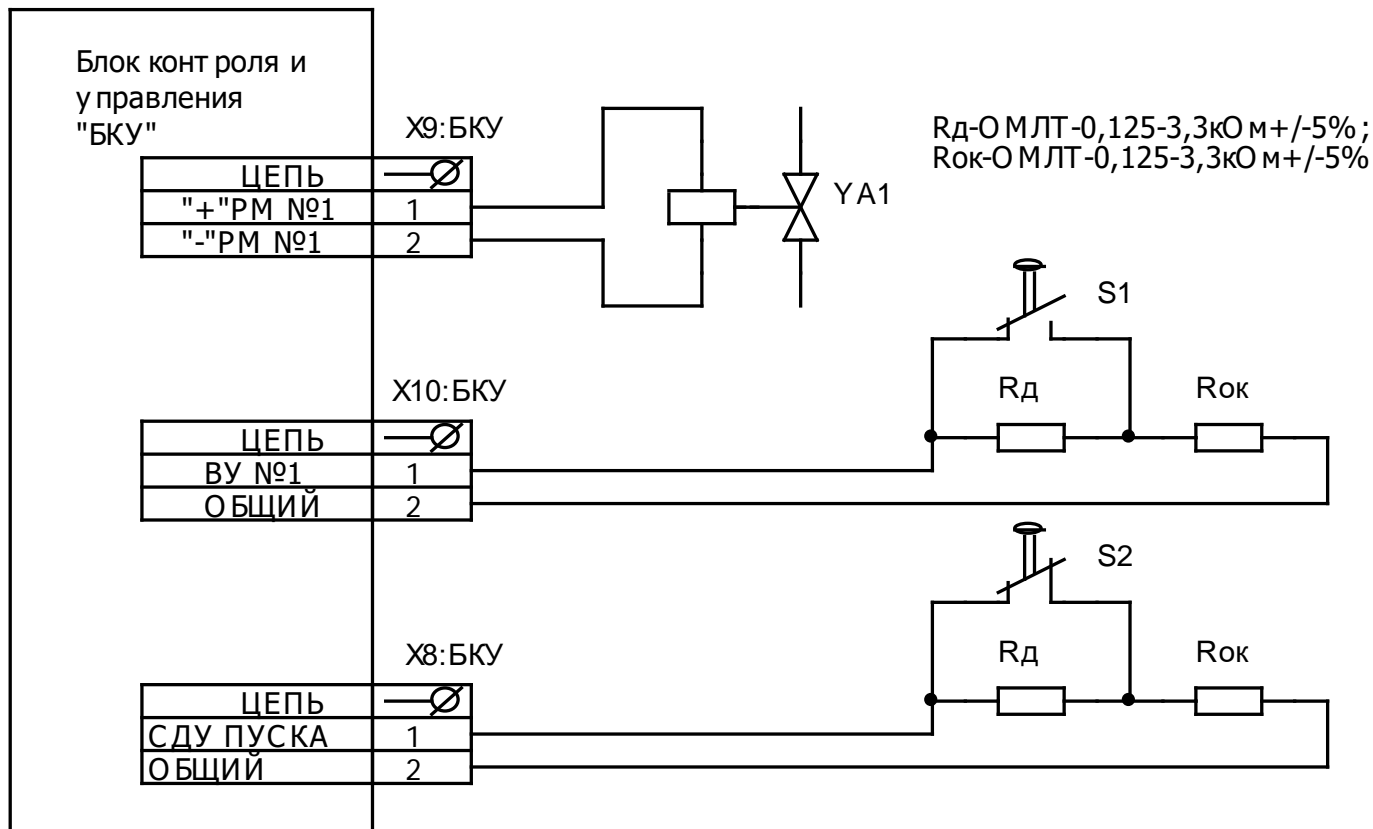 Блок контроля и
управления
"БКУ"
X9:БКУ
ЦЕПЬ
"+"РМ №1 1
"-"РМ №1 2
YA1
Rд-ОМЛТ-0,125-3,3кОм+/-5%;
Rок-ОМЛТ-0,125-3,3кОм+/-5%
S1
X10:БКУ
Rд Rок
ЦЕПЬ
ВУ №1 1
ОБЩИЙ 2
S2
X8:БКУ
Rд Rок
ЦЕПЬ
СДУ ПУСКА 1
ОБЩИЙ 2